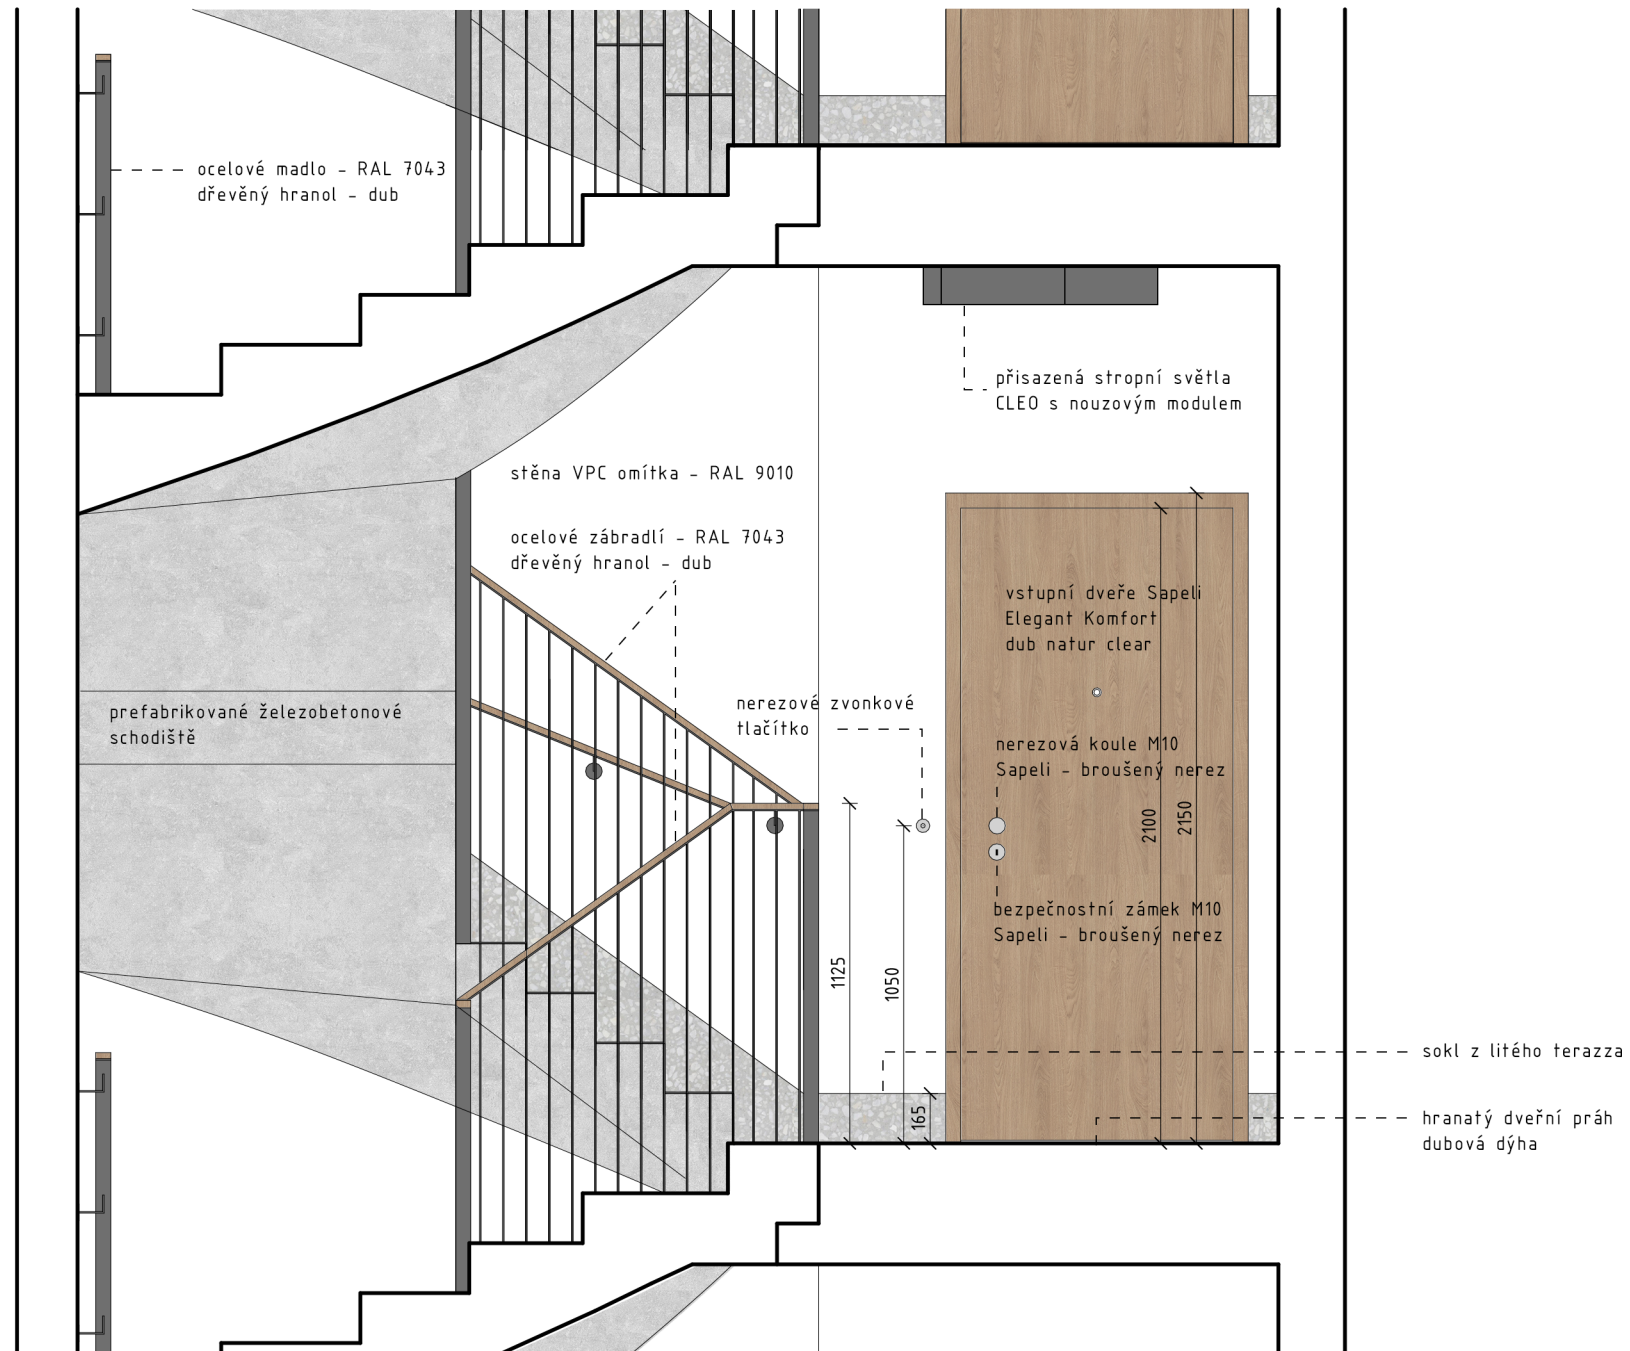 ocelové madlo - RAL 7043
dřevěný hranol - dub
přisazená stropní světla
CLEO s nouzovým modulem
stěna VPC omítka - RAL 9010
ocelové zábradlí - RAL 7043
dřevěný hranol - dub
vstupní dveře Sapeli
Elegant Komfort
dub natur clear
nerezové zvonkové
tlačítko
prefabrikované železobetonové
schodiště
nerezová koule M10
Sapeli - broušený nerez
2100
2150
bezpečnostní zámek M10
Sapeli - broušený nerez
1125
1050
165
sokl z litého terazza
hranatý dveřní práh
dubová dýha